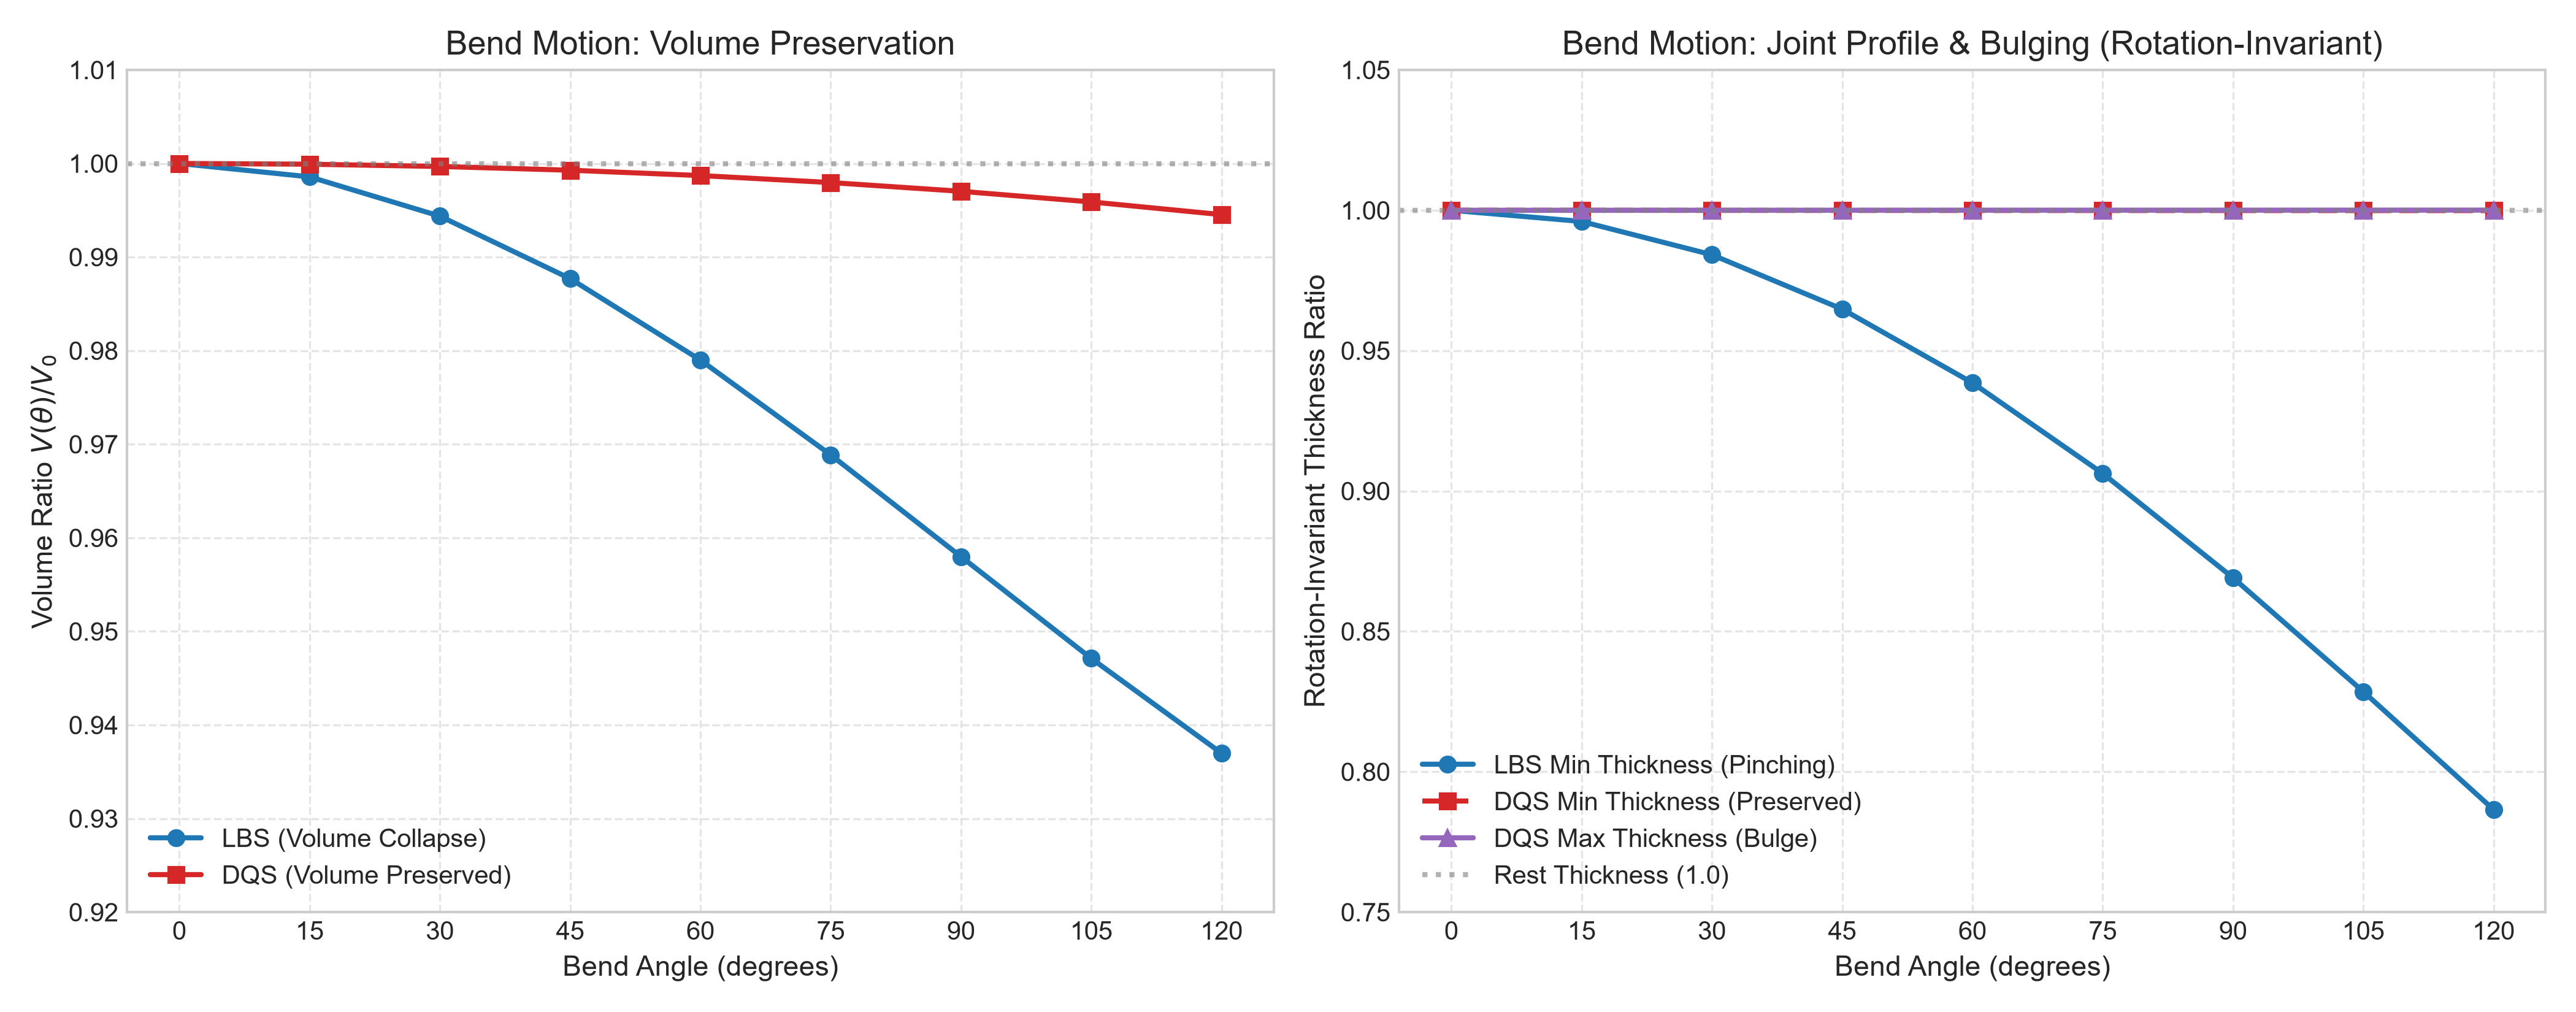 Bend Motion: Volume Preservation
1.01
1.00
0.99
0.98
0.97
0.96
0.95
0.94
0.93
0.92
Volume Ratio V(θ)/V₀
LBS (Volume Collapse)
DQS (Volume Preserved)
0 15 30 45 60 75 90 105 120
Bend Angle (degrees)
Bend Motion: Joint Profile & Bulging (Rotation-Invariant)
1.05
1.00
0.95
0.90
0.85
0.80
0.75
Rotation-Invariant Thickness Ratio
LBS Min Thickness (Pinching)
DQS Min Thickness (Preserved)
DQS Max Thickness (Bulge)
Rest Thickness (1.0)
0 15 30 45 60 75 90 105 120
Bend Angle (degrees)